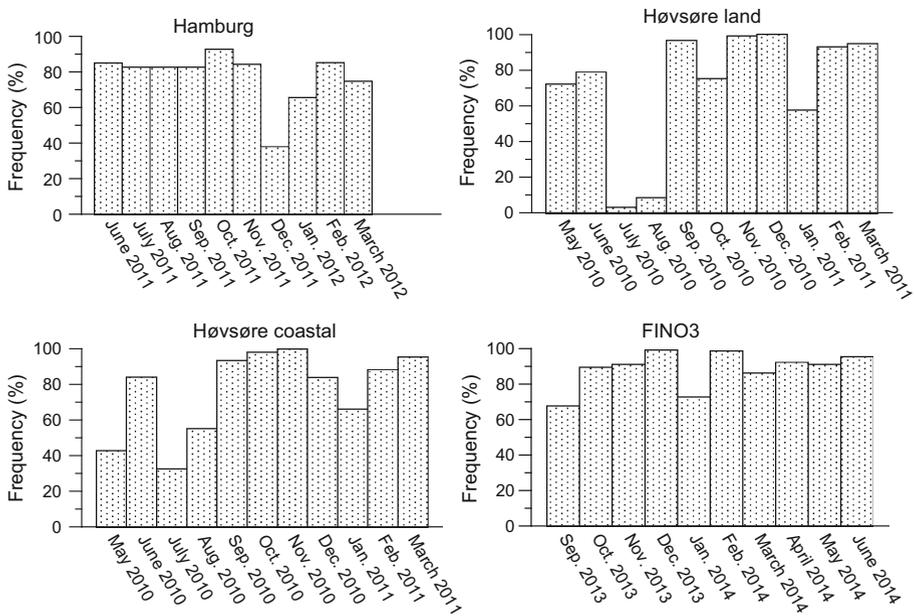 Hamburg
Frequency (%)
100
80
60
40
20
0
June 2011
July 2011
Aug. 2011
Sep. 2011
Oct. 2011
Nov. 2011
Dec. 2011
Jan. 2012
Feb. 2012
March 2012
Høvsøre land
Frequency (%)
100
80
60
40
20
0
May 2010
June 2010
July 2010
Aug. 2010
Sep. 2010
Oct. 2010
Nov. 2010
Dec. 2010
Jan. 2011
Feb. 2011
March 2011
Høvsøre coastal
Frequency (%)
100
80
60
40
20
0
May 2010
June 2010
July 2010
Aug. 2010
Sep. 2010
Oct. 2010
Nov. 2010
Dec. 2010
Jan. 2011
Feb. 2011
March 2011
FINO3
Frequency (%)
100
80
60
40
20
0
Sep. 2013
Oct. 2013
Nov. 2013
Dec. 2013
Jan. 2014
Feb. 2014
March 2014
April 2014
May 2014
June 2014